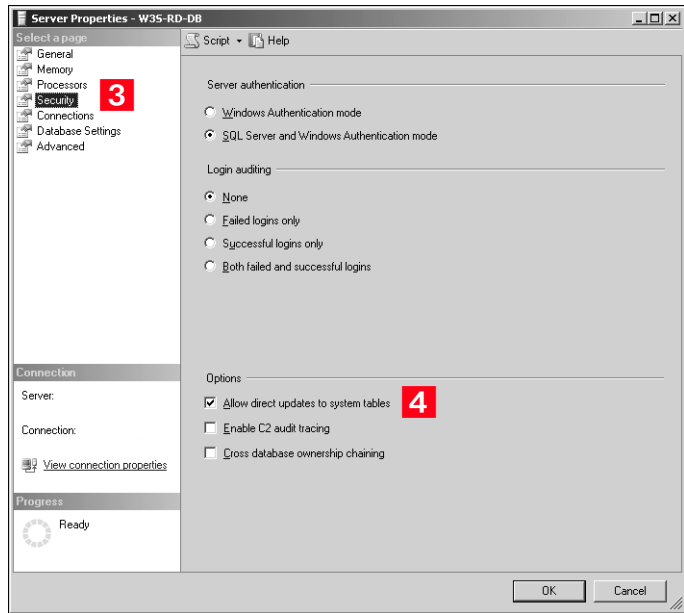 Server Properties - W3S-RD-DB
Select a page
General
Memory
Processors
Security
Connections
Database Settings
Advanced
3
Script
Help
Server authentication
Windows Authentication mode
SQL Server and Windows Authentication mode
Login auditing
None
Failed logins only
Successful logins only
Both failed and successful logins
Options
Allow direct updates to system tables
4
Enable C2 audit tracing
Cross database ownership chaining
Connection
Server:
Connection:
View connection properties
Progress
Ready
OK
Cancel